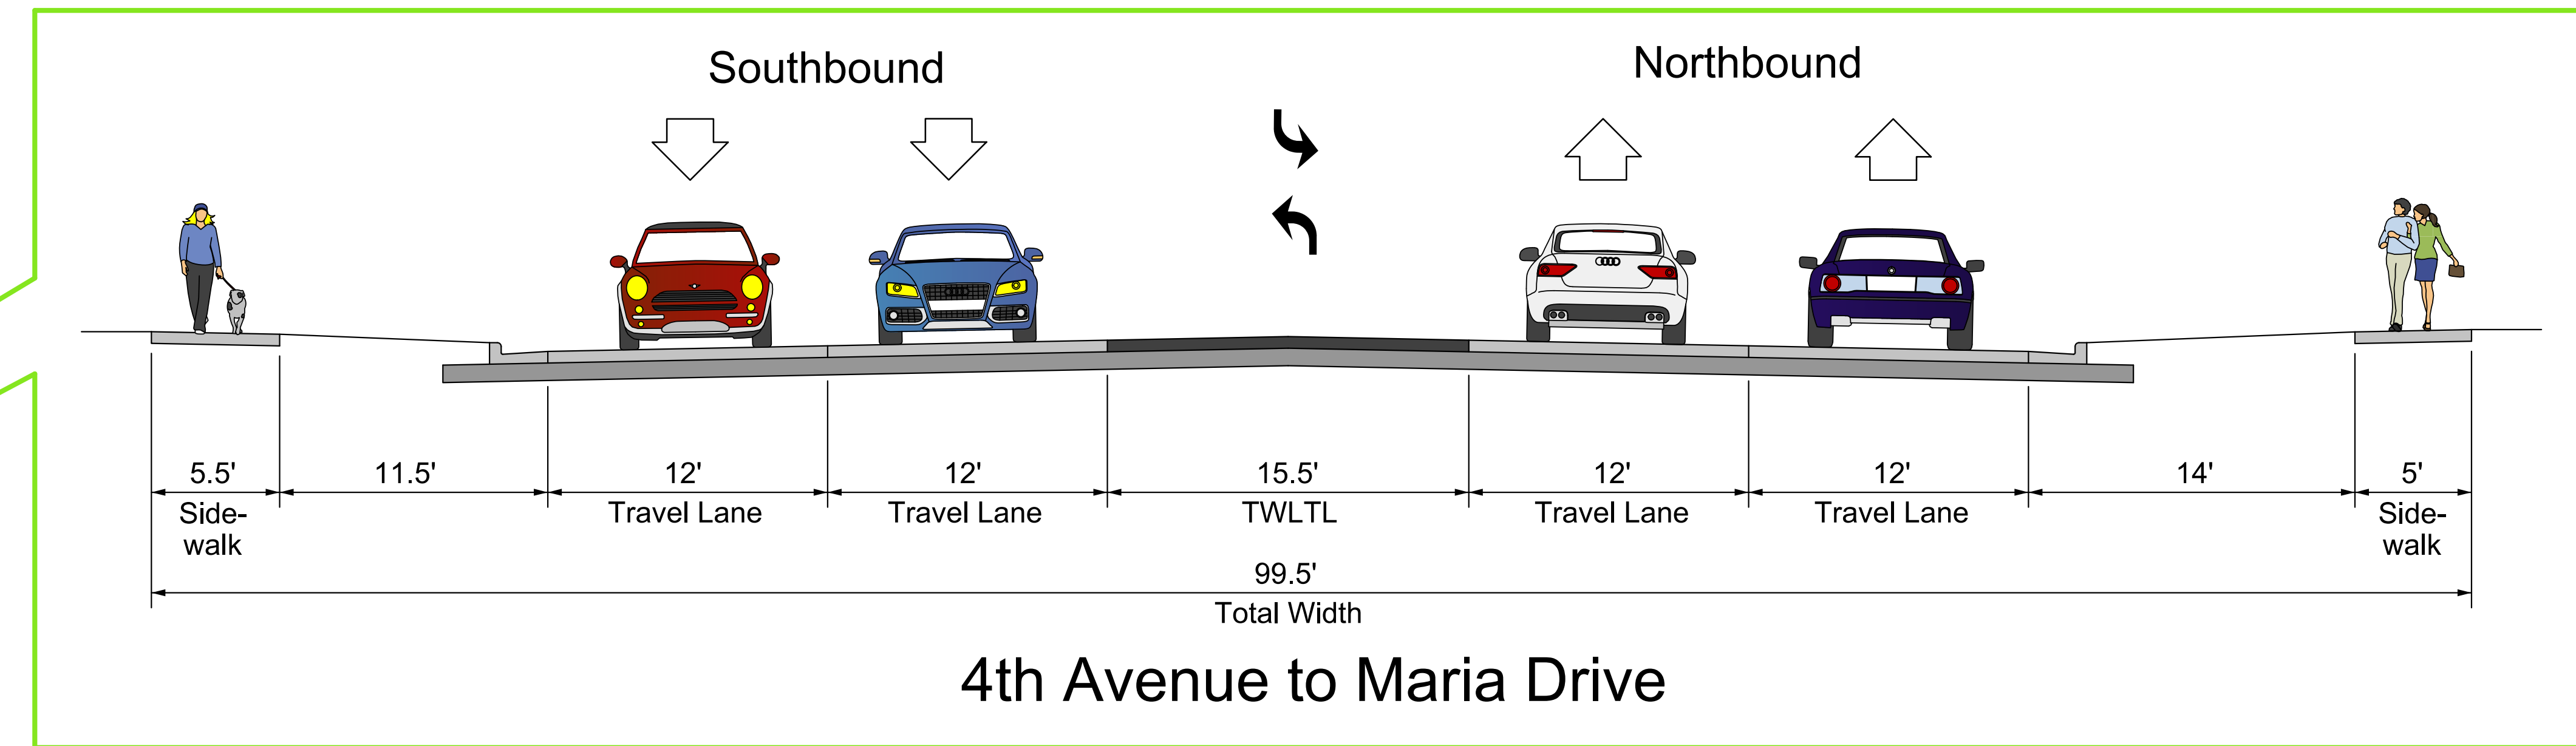 Southbound
Northbound
5.5'
11.5'
12'
12'
15.5'
12'
12'
14'
5'
Side-
walk
Travel Lane
Travel Lane
TWLTL
Travel Lane
Travel Lane
Side-
walk
99.5'
Total Width
4th Avenue to Maria Drive